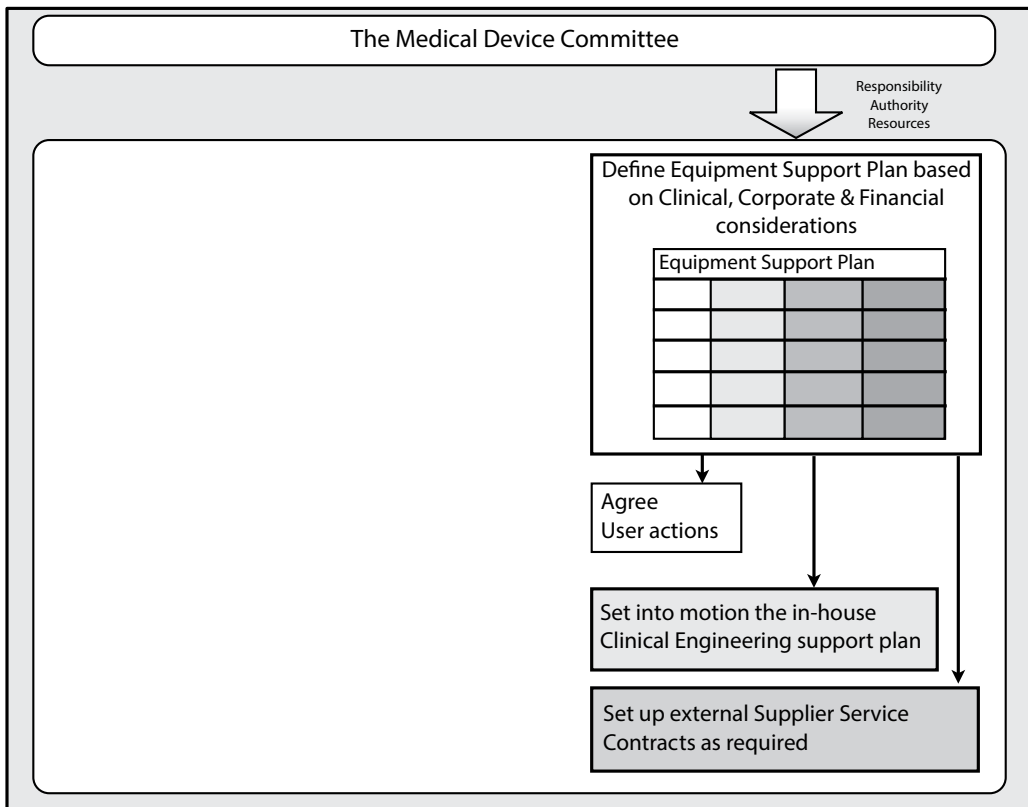 The Medical Device Committee
Responsibility
Authority
Resources
Define Equipment Support Plan based
on Clinical, Corporate & Financial
considerations
Equipment Support Plan
Agree
User actions
Set into motion the in-house
Clinical Engineering support plan
Set up external Supplier Service
Contracts as required